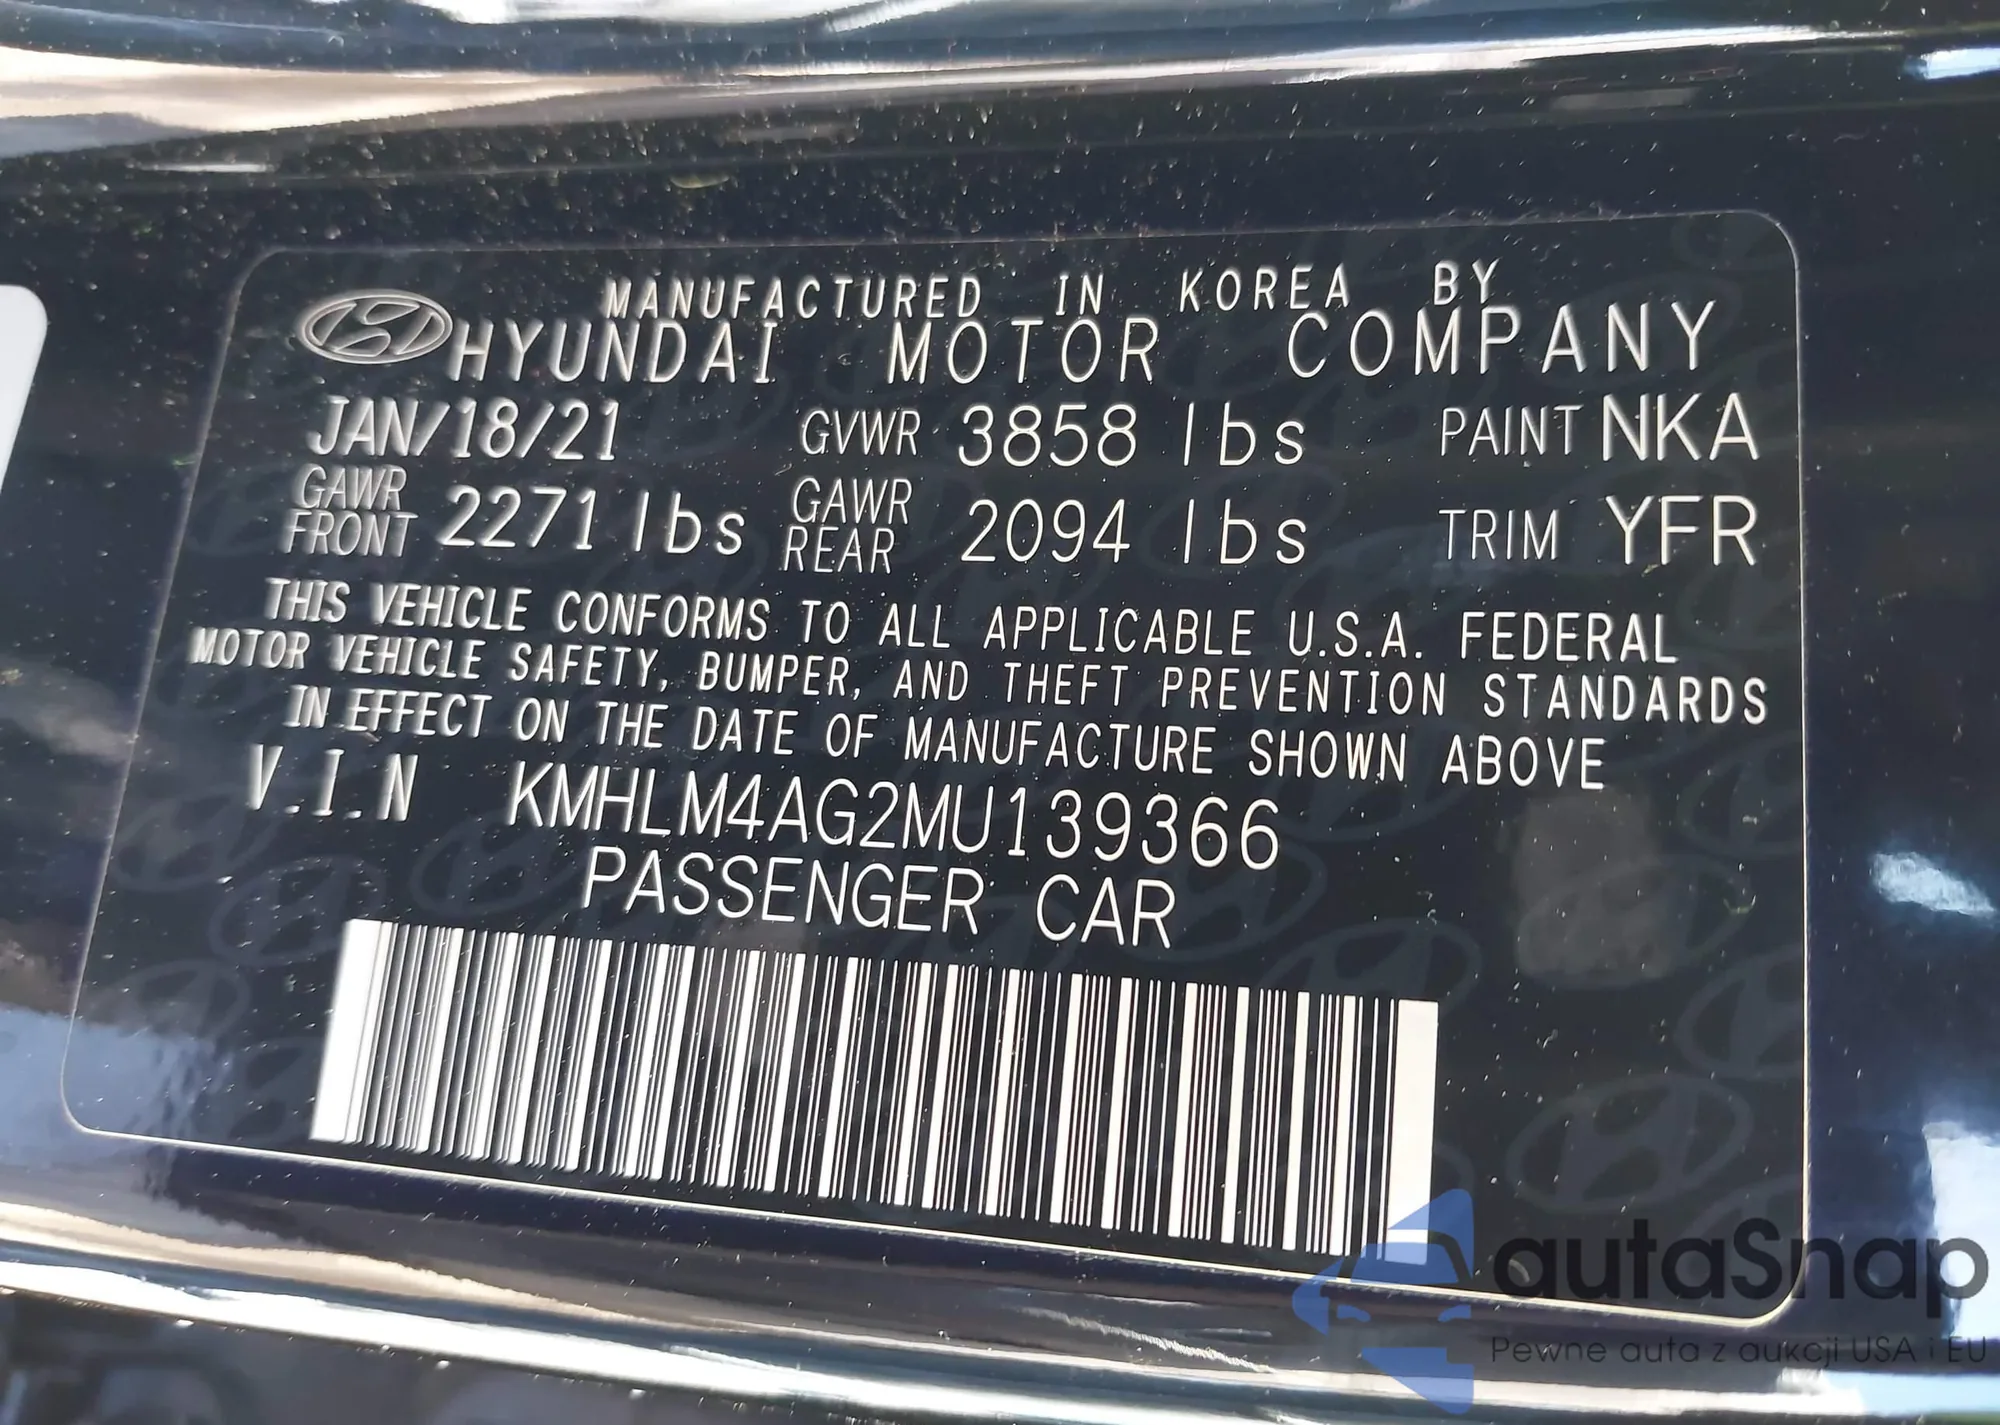 MANUFACTURED IN KOREA BY
HYUNDAI MOTOR COMPANY
JAN/18/21 GVWR 3858 lbs PAINT NKA
GAWR FRONT 2271 lbs GAWR REAR 2094 lbs TRIM YFR
THIS VEHICLE CONFORMS TO ALL APPLICABLE U.S.A. FEDERAL
MOTOR VEHICLE SAFETY, BUMPER, AND THEFT PREVENTION STANDARDS
IN EFFECT ON THE DATE OF MANUFACTURE SHOWN ABOVE
V.I.N KMHLM4AG2MU139366
PASSENGER CAR
autaSnap
Pewne auta z aukcji USA i EU